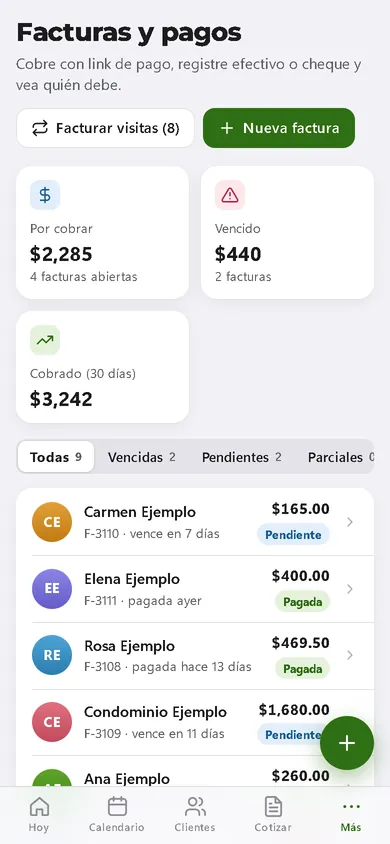 Facturas y pagos
Cobre con link de pago, registre efectivo o cheque y
vea quién debe.
Facturar visitas (8)
Nueva factura
Por cobrar
$2,285
4 facturas abiertas
Vencido
$440
2 facturas
Cobrado (30 días)
$3,242
Todas 9
Vencidas 2
Pendientes 2
Parciales 0
CE
Carmen Ejemplo
F-3110 · vence en 7 días
$165.00
Pendiente
EE
Elena Ejemplo
F-3111 · pagada ayer
$400.00
Pagada
RE
Rosa Ejemplo
F-3108 · pagada hace 13 días
$469.50
Pagada
CE
Condominio Ejemplo
F-3109 · vence en 11 días
$1,680.00
Pendiente
Ana Ejemplo
$260.00
Hoy
Calendario
Clientes
Cotizar
Más